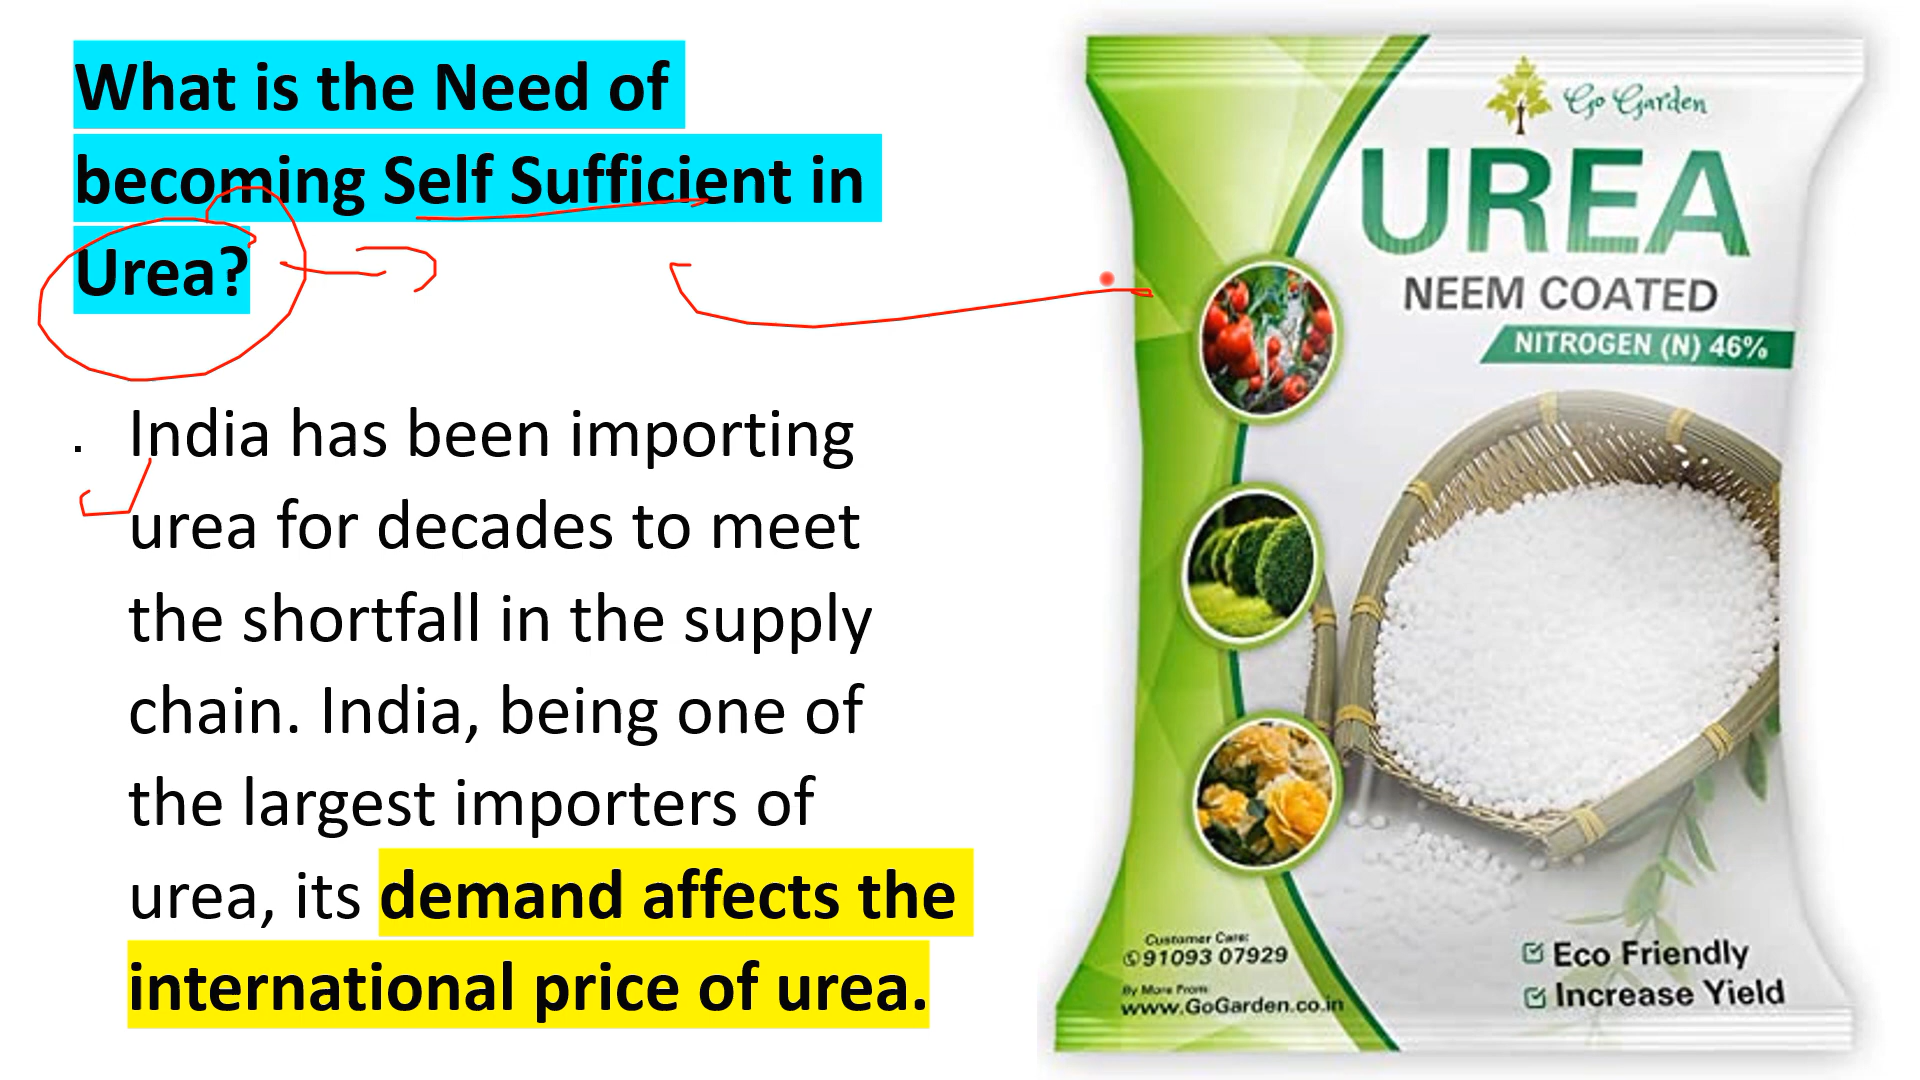 What is the Need of
becoming Self Sufficient in
Urea?
. India has been importing
urea for decades to meet
the shortfall in the supply
chain. India, being one of
the largest importers of
urea, its demand affects the
international price of urea.
Go Garden
UREA
NEEM COATED
NITROGEN (N) 46%
Customer Care:
91093 07929
By More From:
www.GoGarden.co.in
Eco Friendly
Increase Yield